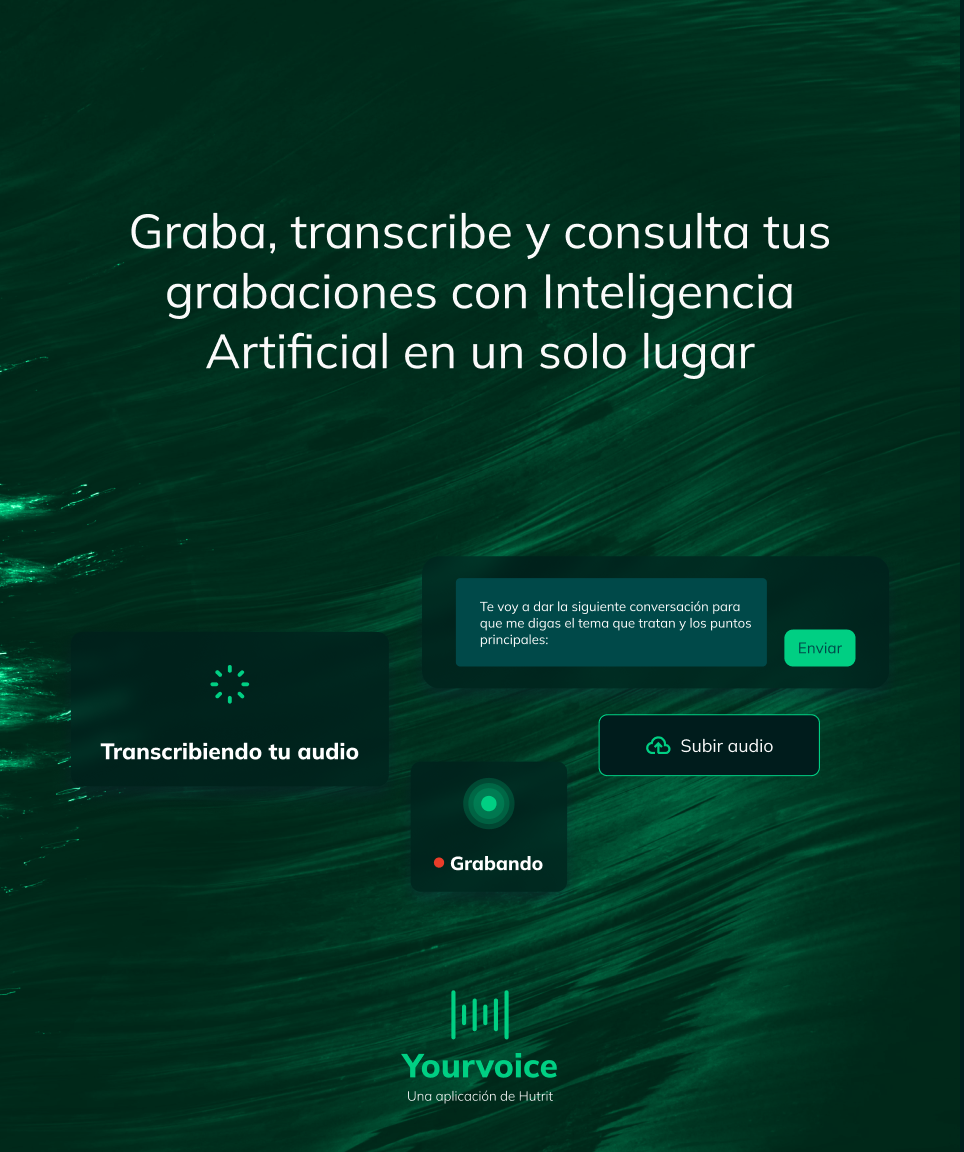 Graba, transcribe y consulta tus
grabaciones con Inteligencia
Artificial en un solo lugar
Te voy a dar la siguiente conversación para
que me digas el tema que tratan y los puntos
principales:
Enviar
Transcribiendo tu audio
Subir audio
Grabando
Yourvoice
Una aplicación de Hutrit